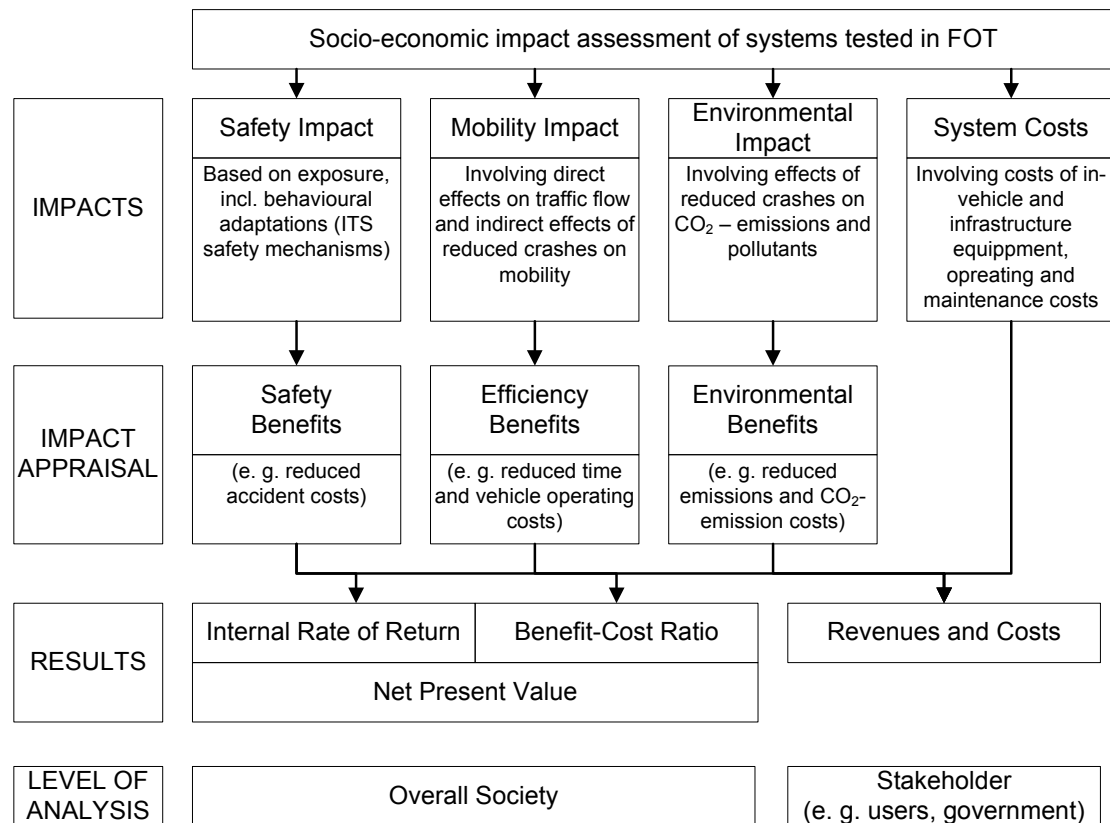 Socio-economic impact assessment of systems tested in FOT
IMPACTS
Safety Impact
Based on exposure,
incl. behavioural
adaptations (ITS
safety mechanisms)
Mobility Impact
Involving direct
effects on traffic flow
and indirect effects of
reduced crashes on
mobility
Environmental
Impact
Involving effects of
reduced crashes on
CO₂ – emissions and
pollutants
System Costs
Involving costs of in-
vehicle and
infrastructure
equippment,
opreating and
maintenance costs
IMPACT
APPRAISAL
Safety
Benefits
(e. g. reduced
accident costs)
Efficiency
Benefits
(e. g. reduced time
and vehicle operating
costs)
Environmental
Benefits
(e. g. reduced
emissions and CO₂-
emission costs)
RESULTS
Internal Rate of Return
Benefit-Cost Ratio
Net Present Value
Revenues and Costs
LEVEL OF
ANALYSIS
Overall Society
Stakeholder
(e. g. users, government)